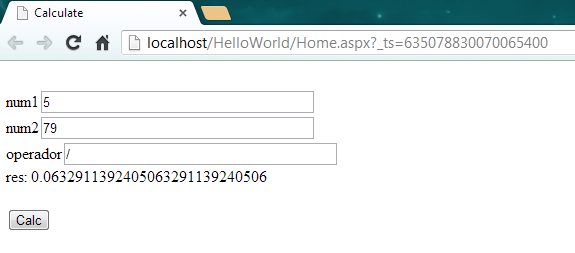 Calculate
localhost/HelloWorld/Home.aspx?_ts=635078830070065400
num1 5
num2 79
operador /
res: 0.0632911392405063291139240506
Calc